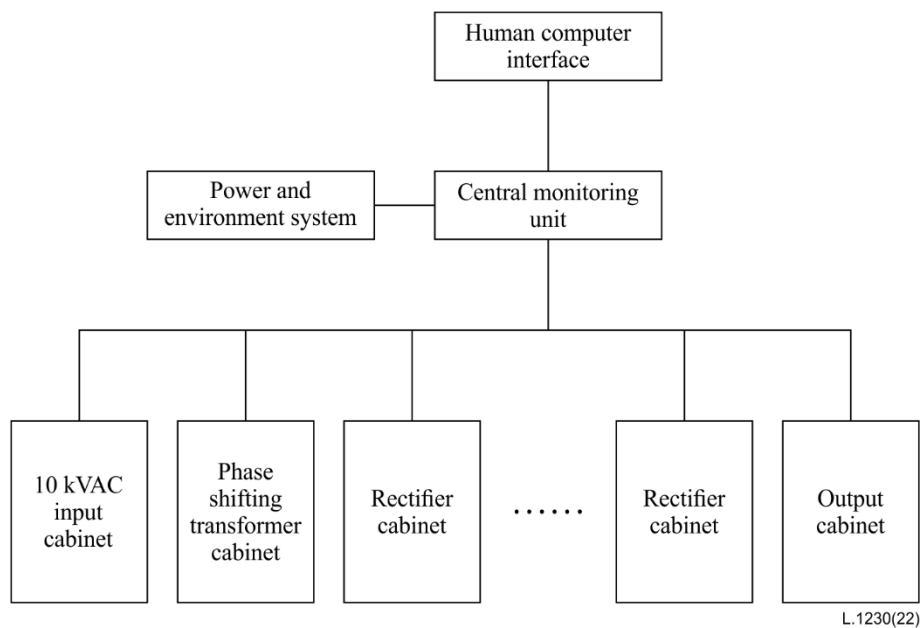 Human computer
interface
Power and
environment system
Central monitoring
unit
10 kVAC
input
cabinet
Phase
shifting
transformer
cabinet
Rectifier
cabinet
······
Rectifier
cabinet
Output
cabinet
L.1230(22)